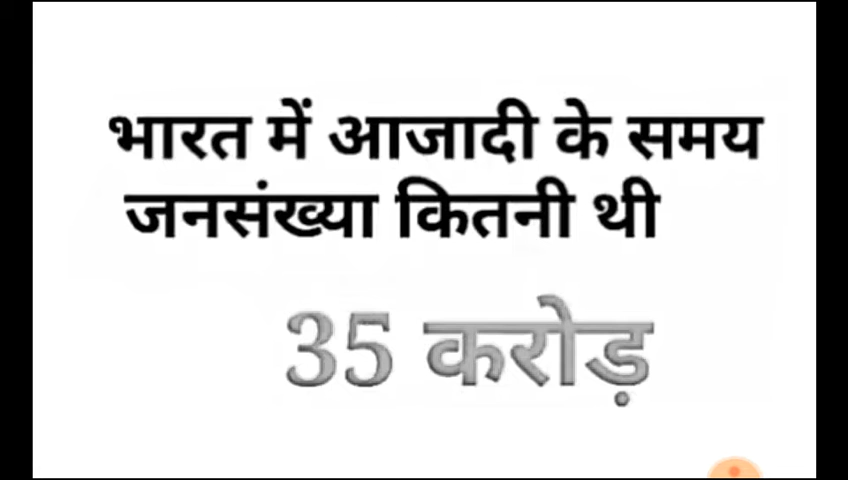 भारत में आजादी के समय
जनसंख्या कितनी थी
35 करोड़